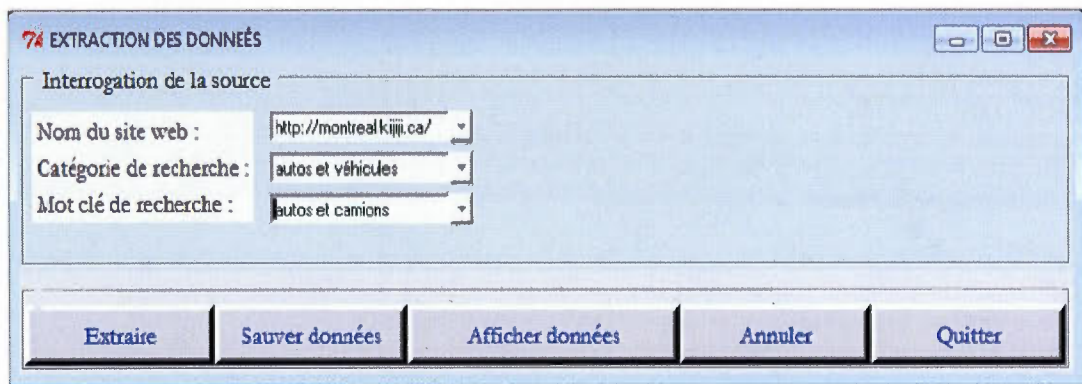 EXTRACTION DES DONNEÉS
Interrogation de la source
Nom du site web : http://montreal.kijiji.ca/
Catégorie de recherche : autos et véhicules
Mot clé de recherche : autos et camions
Extraire Sauver données Afficher données Annuler Quitter